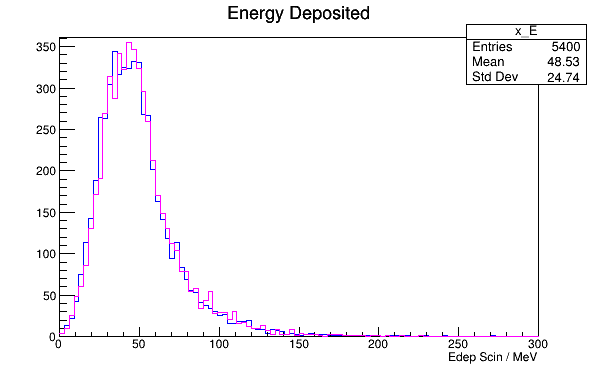 Energy Deposited
x_E
Entries 5400
Mean 48.53
Std Dev 24.74
350
300
250
200
150
100
50
0
0 50 100 150 200 250 300
Edep Scin / MeV